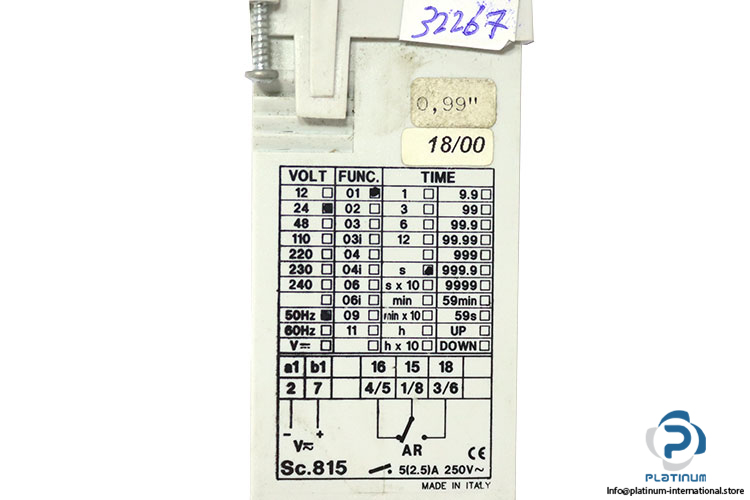 32267
0,99"
18/00
VOLT FUNC. TIME
12 01 1 9.9
24 02 3 99
48 03 6 99.9
110 03i 12 99.99
220 04 999
230 04i s 999.9
240 06 s x 10 9999
06i min 59min
50Hz 09 min x 10 59s
60Hz 11 h UP
V⎓ h x 10 DOWN
a1 b1 16 15 18
2 7 4/5 1/8 3/6
− +
V≂
AR
CE
Sc.815 5(2.5)A 250V~
MADE IN ITALY
PLATINUM
INTERNATIONAL
Info@platinum-international.store